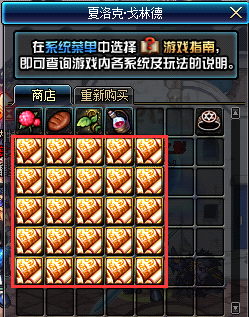 夏洛克·戈林德
在系统菜单中选择 游戏指南,
即可查询游戏内各系统及玩法的说明。
商店 重新购买